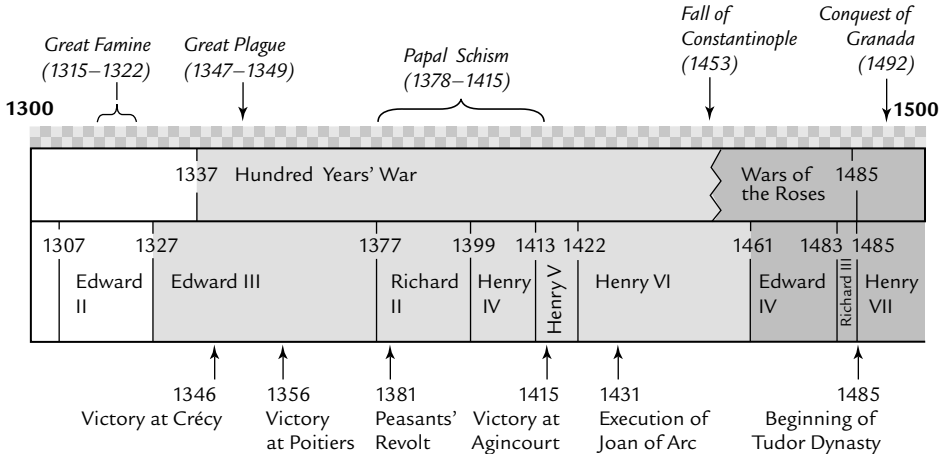 Great Famine
(1315–1322)
Great Plague
(1347–1349)
Papal Schism
(1378–1415)
Fall of
Constantinople
(1453)
Conquest of
Granada
(1492)
1300
1500
1337 Hundred Years' War
Wars of
the Roses
1485
1307 1327 1377 1399 1413 1422 1461 1483 1485
Edward
II
Edward III
Richard
II
Henry
IV
Henry V
Henry VI
Edward
IV
Richard III
Henry
VII
1346
Victory at Crécy
1356
Victory
at Poitiers
1381
Peasants'
Revolt
1415
Victory at
Agincourt
1431
Execution of
Joan of Arc
1485
Beginning of
Tudor Dynasty